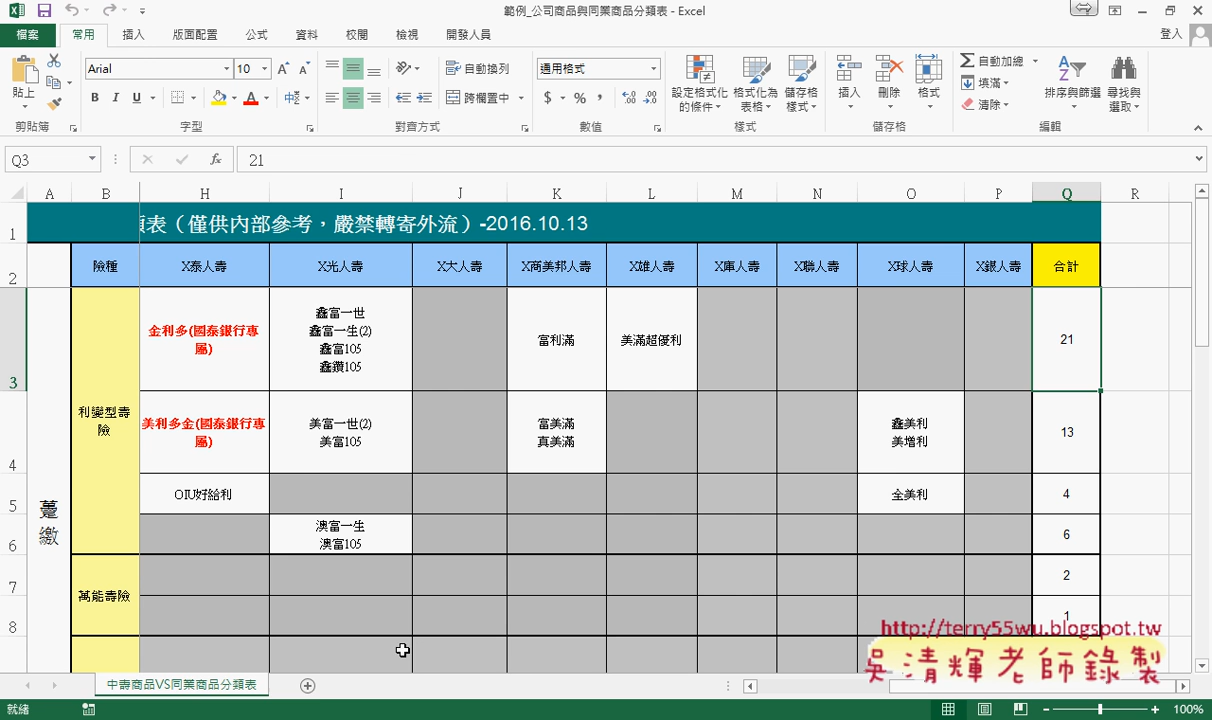 範例_公司商品與同業商品分類表 - Excel
檔案 常用 插入 版面配置 公式 資料 校閱 檢視 開發人員 登入
貼上
Arial 10
B I U
自動換列
跨欄置中
通用格式
$ % ,
設定格式化的條件 格式化為表格 儲存格樣式
插入 刪除 格式
自動加總
填滿
清除
排序與篩選 尋找與選取
剪貼簿 字型 對齊方式 數值 樣式 儲存格 編輯
Q3 fx 21
A B H I J K L M N O P Q R
1 表（僅供內部參考，嚴禁轉寄外流）-2016.10.13
2 險種 X泰人壽 X光人壽 X大人壽 X商美邦人壽 X雄人壽 X庫人壽 X聯人壽 X球人壽 X銀人壽 合計
躉繳
利變型壽險
3 金利多(國泰銀行專屬)
鑫富一世
鑫富一生(2)
鑫富105
鑫鑽105
富利滿
美滿超優利
21
4 美利多金(國泰銀行專屬)
美富一世(2)
美富105
富美滿
真美滿
鑫美利
美增利
13
5 OIU好給利 全美利 4
6 澳富一生
澳富105
6
萬能壽險
7 2
8 1
http://terry55wu.blogspot.tw
吳清輝老師錄製
中壽商品VS同業商品分類表
就緒 100%